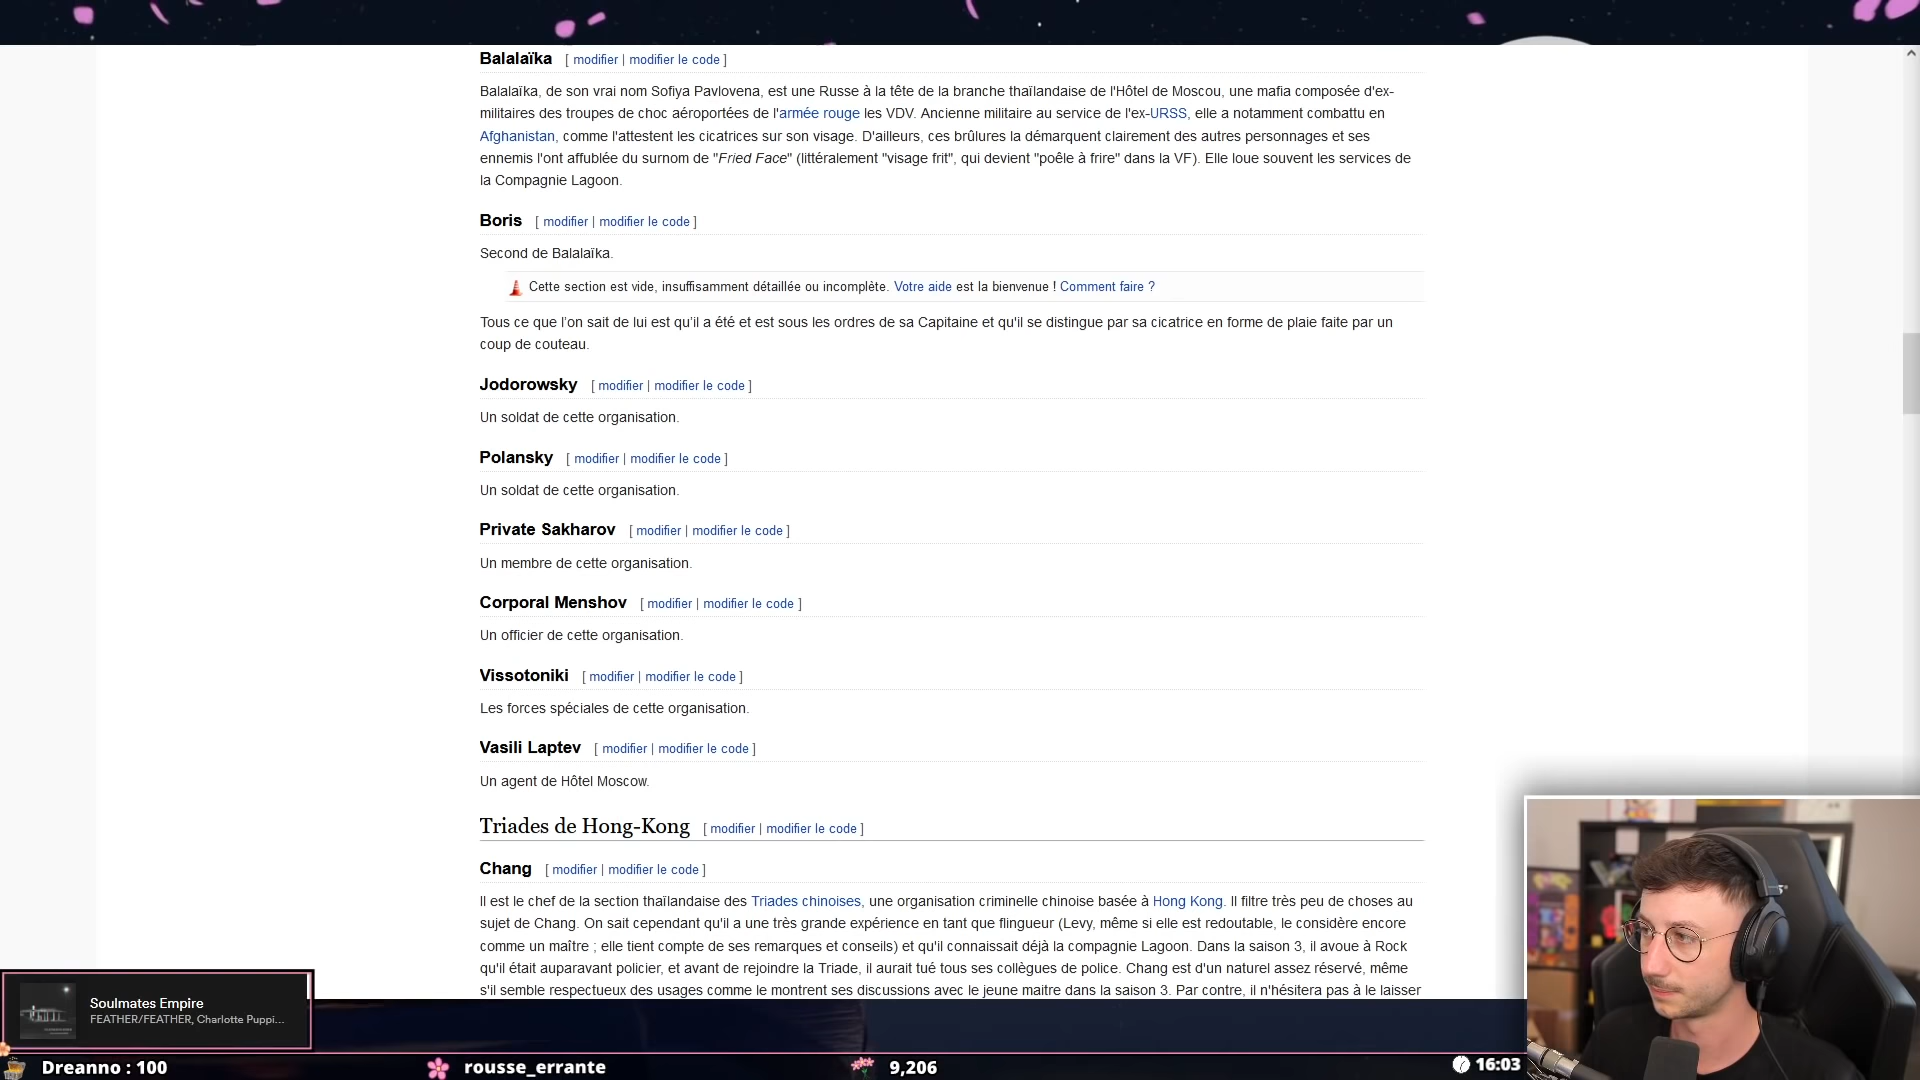 Balalaïka [ modifier | modifier le code ]
Balalaïka, de son vrai nom Sofiya Pavlovena, est une Russe à la tête de la branche thaïlandaise de l'Hôtel de Moscou, une mafia composée d'ex-
militaires des troupes de choc aéroportées de l'armée rouge les VDV. Ancienne militaire au service de l'ex-URSS, elle a notamment combattu en
Afghanistan, comme l'attestent les cicatrices sur son visage. D'ailleurs, ces brûlures la démarquent clairement des autres personnages et ses
ennemis l'ont affublée du surnom de "Fried Face" (littéralement "visage frit", qui devient "poêle à frire" dans la VF). Elle loue souvent les services de
la Compagnie Lagoon.
Boris [ modifier | modifier le code ]
Second de Balalaïka.
Cette section est vide, insuffisamment détaillée ou incomplète. Votre aide est la bienvenue ! Comment faire ?
Tous ce que l'on sait de lui est qu'il a été et est sous les ordres de sa Capitaine et qu'il se distingue par sa cicatrice en forme de plaie faite par un
coup de couteau.
Jodorowsky [ modifier | modifier le code ]
Un soldat de cette organisation.
Polansky [ modifier | modifier le code ]
Un soldat de cette organisation.
Private Sakharov [ modifier | modifier le code ]
Un membre de cette organisation.
Corporal Menshov [ modifier | modifier le code ]
Un officier de cette organisation.
Vissotoniki [ modifier | modifier le code ]
Les forces spéciales de cette organisation.
Vasili Laptev [ modifier | modifier le code ]
Un agent de Hôtel Moscow.
Triades de Hong-Kong [ modifier | modifier le code ]
Chang [ modifier | modifier le code ]
Il est le chef de la section thaïlandaise des Triades chinoises, une organisation criminelle chinoise basée à Hong Kong. Il filtre très peu de choses au
sujet de Chang. On sait cependant qu'il a une très grande expérience en tant que flingueur (Levy, même si elle est redoutable, le considère encore
comme un maître ; elle tient compte de ses remarques et conseils) et qu'il connaissait déjà la compagnie Lagoon. Dans la saison 3, il avoue à Rock
qu'il était auparavant policier, et avant de rejoindre la Triade, il aurait tué tous ses collègues de police. Chang est d'un naturel assez réservé, même
s'il semble respectueux des usages comme le montrent ses discussions avec le jeune maitre dans la saison 3. Par contre, il n'hésitera pas à le laisser
Soulmates Empire
FEATHER/FEATHER, Charlotte Puppi...
Dreanno : 100
rousse_errante
9,206
16:03